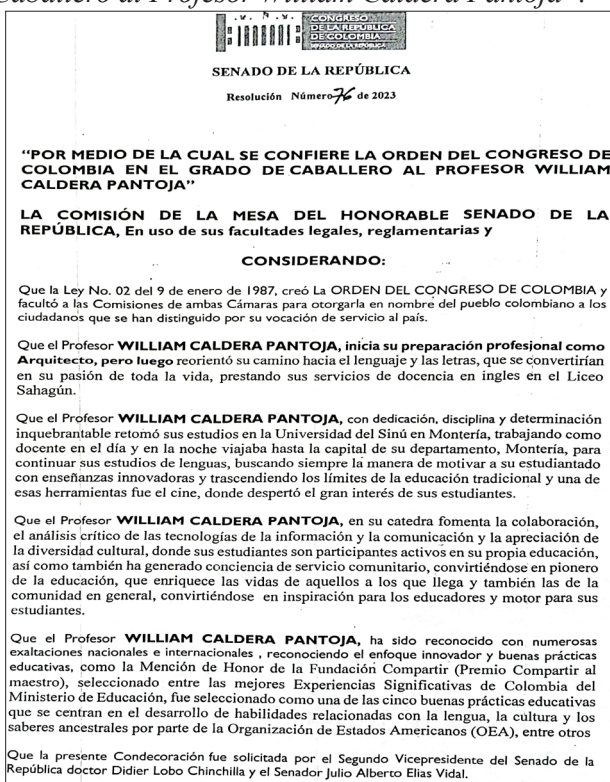 Caballero al Profesor William Caldera Pantoja".
CONGRESO
DE LA REPÚBLICA
DE COLOMBIA
SENADO DE LA REPÚBLICA
SENADO DE LA REPÚBLICA
Resolución Número 76 de 2023
"POR MEDIO DE LA CUAL SE CONFIERE LA ORDEN DEL CONGRESO DE
COLOMBIA EN EL GRADO DE CABALLERO AL PROFESOR WILLIAM
CALDERA PANTOJA"
LA COMISIÓN DE LA MESA DEL HONORABLE SENADO DE LA
REPÚBLICA, En uso de sus facultades legales, reglamentarias y
CONSIDERANDO:
Que la Ley No. 02 del 9 de enero de 1987, creó La ORDEN DEL CONGRESO DE COLOMBIA y
facultó a las Comisiones de ambas Cámaras para otorgarla en nombre del pueblo colombiano a los
ciudadanos que se han distinguido por su vocación de servicio al país.
Que el Profesor WILLIAM CALDERA PANTOJA, inicia su preparación profesional como
Arquitecto, pero luego reorientó su camino hacia el lenguaje y las letras, que se convertirían
en su pasión de toda la vida, prestando sus servicios de docencia en ingles en el Liceo
Sahagún.
Que el Profesor WILLIAM CALDERA PANTOJA, con dedicación, disciplina y determinación
inquebrantable retomó sus estudios en la Universidad del Sinú en Montería, trabajando como
docente en el día y en la noche viajaba hasta la capital de su departamento, Montería, para
continuar sus estudios de lenguas, buscando siempre la manera de motivar a su estudiantado
con enseñanzas innovadoras y trascendiendo los límites de la educación tradicional y una de
esas herramientas fue el cine, donde despertó el gran interés de sus estudiantes.
Que el Profesor WILLIAM CALDERA PANTOJA, en su catedra fomenta la colaboración,
el análisis crítico de las tecnologías de la información y la comunicación y la apreciación de
la diversidad cultural, donde sus estudiantes son participantes activos en su propia educación,
así como también ha generado conciencia de servicio comunitario, convirtiéndose en pionero
de la educación, que enriquece las vidas de aquellos a los que llega y también las de la
comunidad en general, convirtiéndose en inspiración para los educadores y motor para sus
estudiantes.
Que el Profesor WILLIAM CALDERA PANTOJA, ha sido reconocido con numerosas
exaltaciones nacionales e internacionales , reconociendo el enfoque innovador y buenas prácticas
educativas, como la Mención de Honor de la Fundación Compartir (Premio Compartir al
maestro), seleccionado entre las mejores Experiencias Significativas de Colombia del
Ministerio de Educación, fue seleccionado como una de las cinco buenas prácticas educativas
que se centran en el desarrollo de habilidades relacionadas con la lengua, la cultura y los
saberes ancestrales por parte de la Organización de Estados Americanos (OEA), entre otros
Que la presente Condecoración fue solicitada por el Segundo Vicepresidente del Senado de la
República doctor Didier Lobo Chinchilla y el Senador Julio Alberto Elias Vidal.